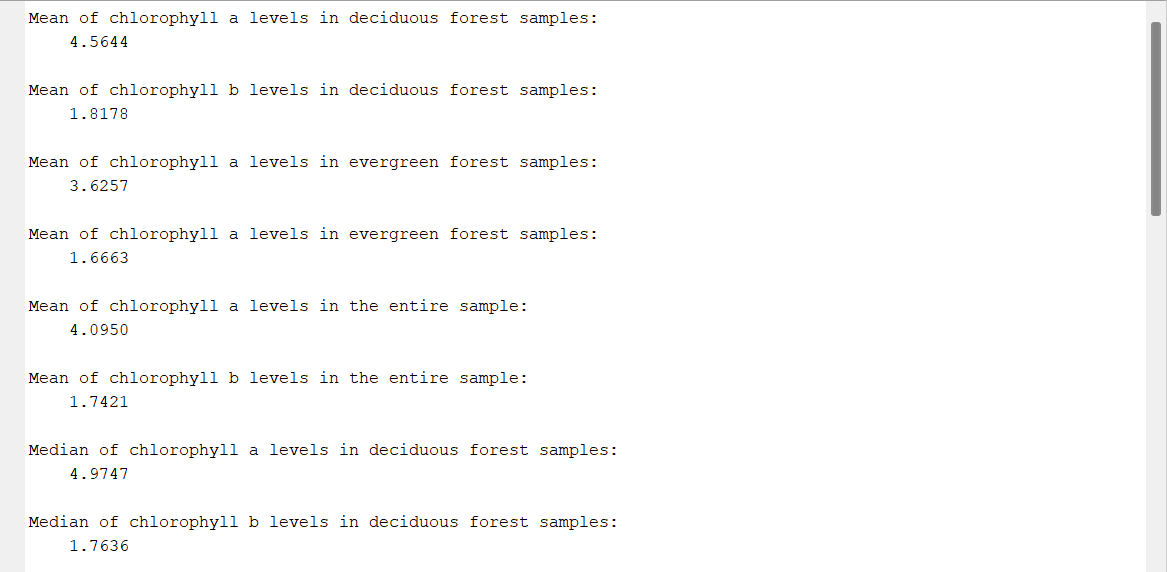 Mean of chlorophyll a levels in deciduous forest samples:
4.5644
Mean of chlorophyll b levels in deciduous forest samples:
1.8178
Mean of chlorophyll a levels in evergreen forest samples:
3.6257
Mean of chlorophyll a levels in evergreen forest samples:
1.6663
Mean of chlorophyll a levels in the entire sample:
4.0950
Mean of chlorophyll b levels in the entire sample:
1.7421
Median of chlorophyll a levels in deciduous forest samples:
4.9747
Median of chlorophyll b levels in deciduous forest samples:
1.7636